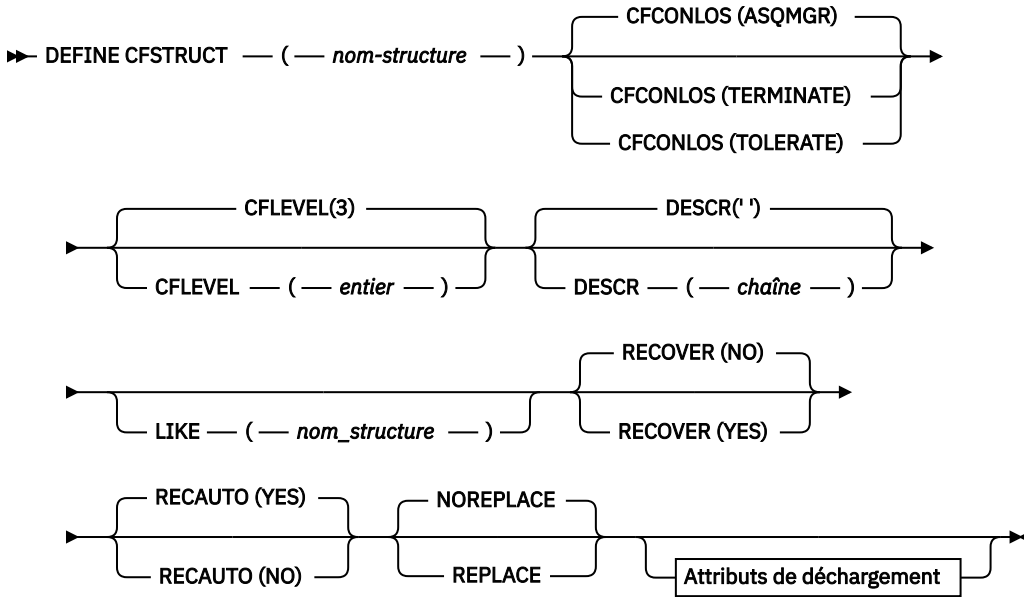 CFCONLOS (ASQMGR)
DEFINE CFSTRUCT ( nom-structure )
CFCONLOS (TERMINATE)
CFCONLOS (TOLERATE)
CFLEVEL(3) DESCR(' ')
CFLEVEL ( entier ) DESCR ( chaîne )
RECOVER (NO)
LIKE ( nom_structure ) RECOVER (YES)
RECAUTO (YES) NOREPLACE
RECAUTO (NO) REPLACE Attributs de déchargement